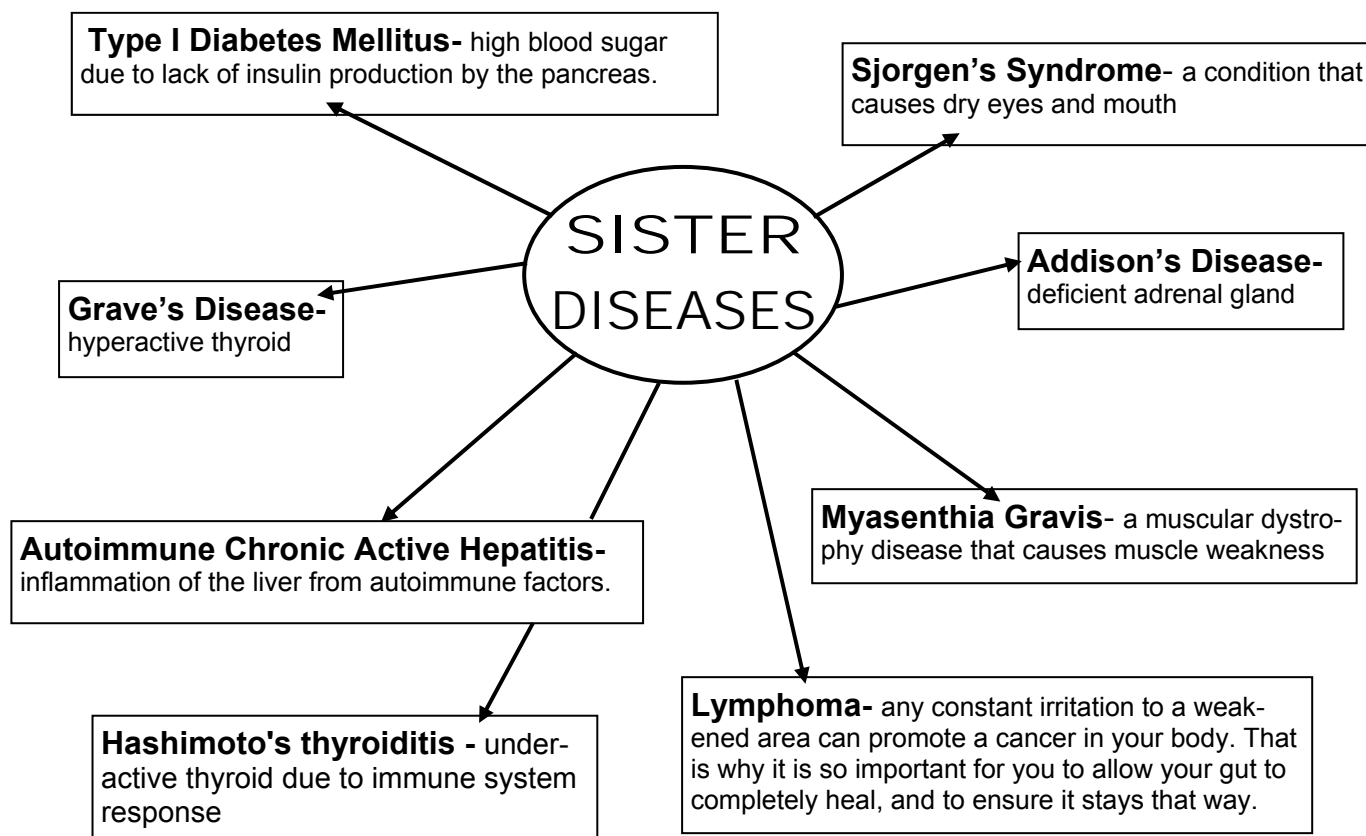 Type I Diabetes Mellitus- high blood sugar
due to lack of insulin production by the pancreas.
Sjorgen's Syndrome- a condition that
causes dry eyes and mouth
SISTER
DISEASES
Addison's Disease-
deficient adrenal gland
Grave's Disease-
hyperactive thyroid
Myasenthia Gravis- a muscular dystro-
phy disease that causes muscle weakness
Autoimmune Chronic Active Hepatitis-
inflammation of the liver from autoimmune factors.
Lymphoma- any constant irritation to a weak-
ened area can promote a cancer in your body. That
is why it is so important for you to allow your gut to
completely heal, and to ensure it stays that way.
Hashimoto's thyroiditis - under-
active thyroid due to immune system
response